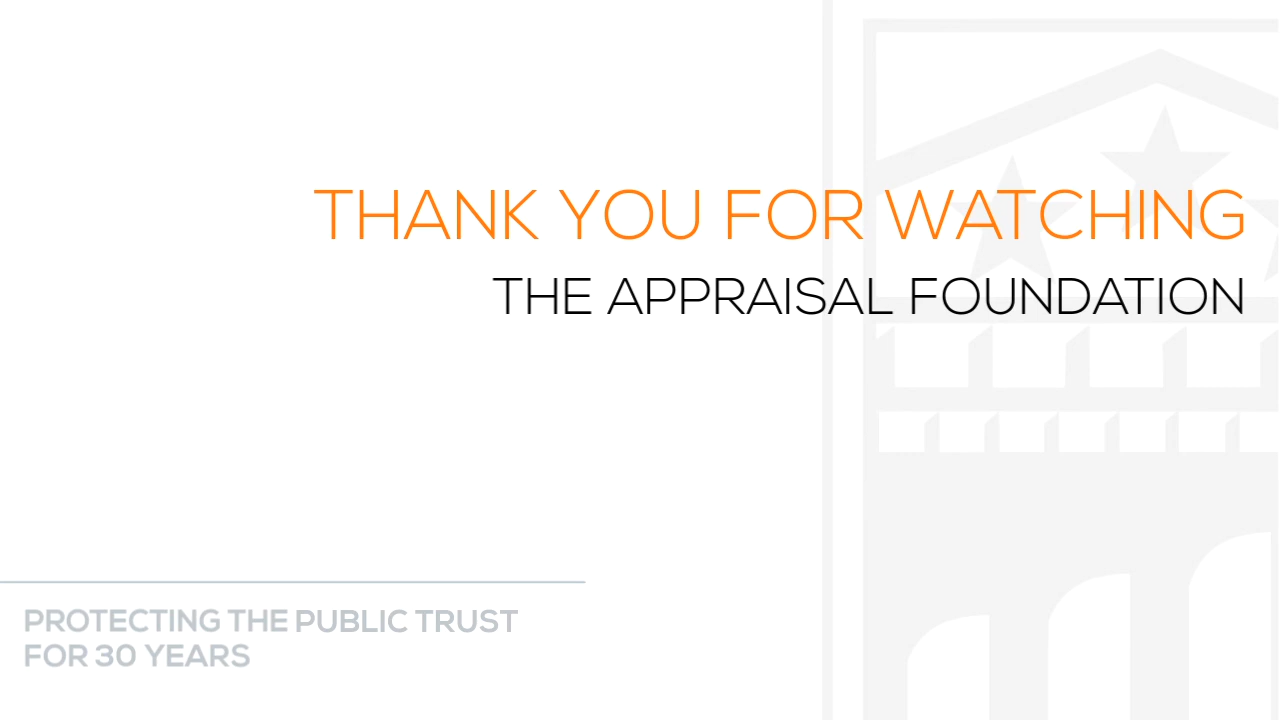 THANK YOU FOR WATCHING
THE APPRAISAL FOUNDATION
PROTECTING THE PUBLIC TRUST
FOR 30 YEARS